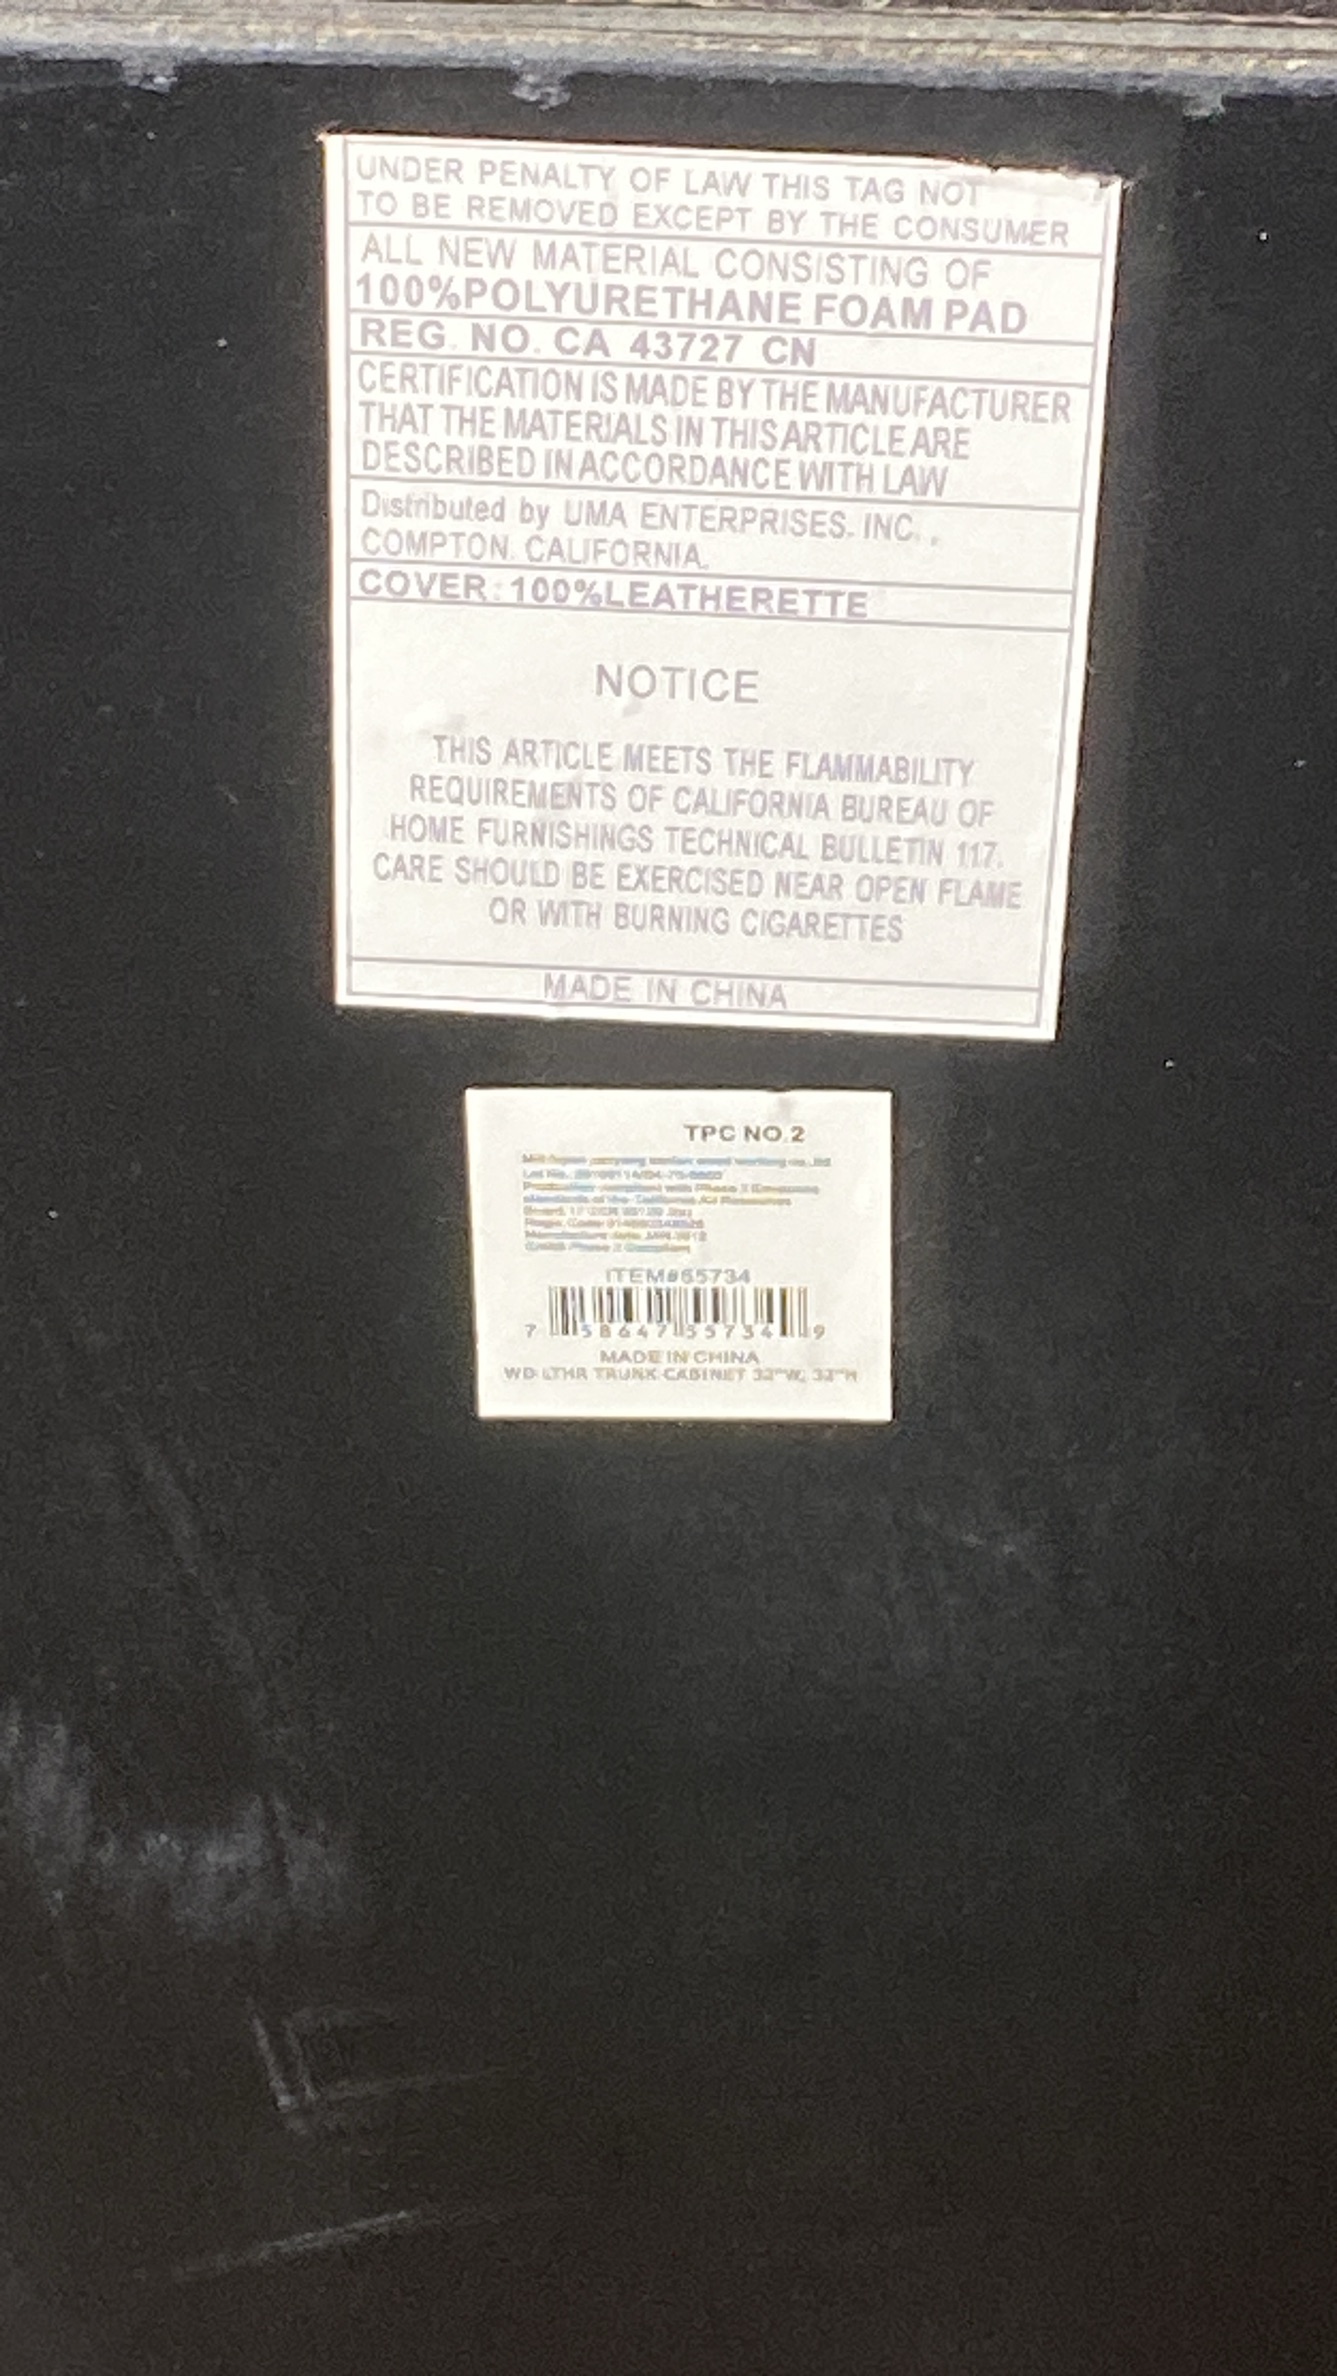 UNDER PENALTY OF LAW THIS TAG NOT
TO BE REMOVED EXCEPT BY THE CONSUMER
ALL NEW MATERIAL CONSISTING OF
100%POLYURETHANE FOAM PAD
REG. NO. CA 43727 CN
CERTIFICATION IS MADE BY THE MANUFACTURER
THAT THE MATERIALS IN THIS ARTICLE ARE
DESCRIBED IN ACCORDANCE WITH LAW
Distributed by UMA ENTERPRISES. INC. ,
COMPTON. CALIFORNIA.
COVER: 100%LEATHERETTE
NOTICE
THIS ARTICLE MEETS THE FLAMMABILITY
REQUIREMENTS OF CALIFORNIA BUREAU OF
HOME FURNISHINGS TECHNICAL BULLETIN 117.
CARE SHOULD BE EXERCISED NEAR OPEN FLAME
OR WITH BURNING CIGARETTES
MADE IN CHINA
TPC NO.2
ITEM#55734
7 58647 55734 9
MADE IN CHINA
WD LTHR TRUNK CABINET